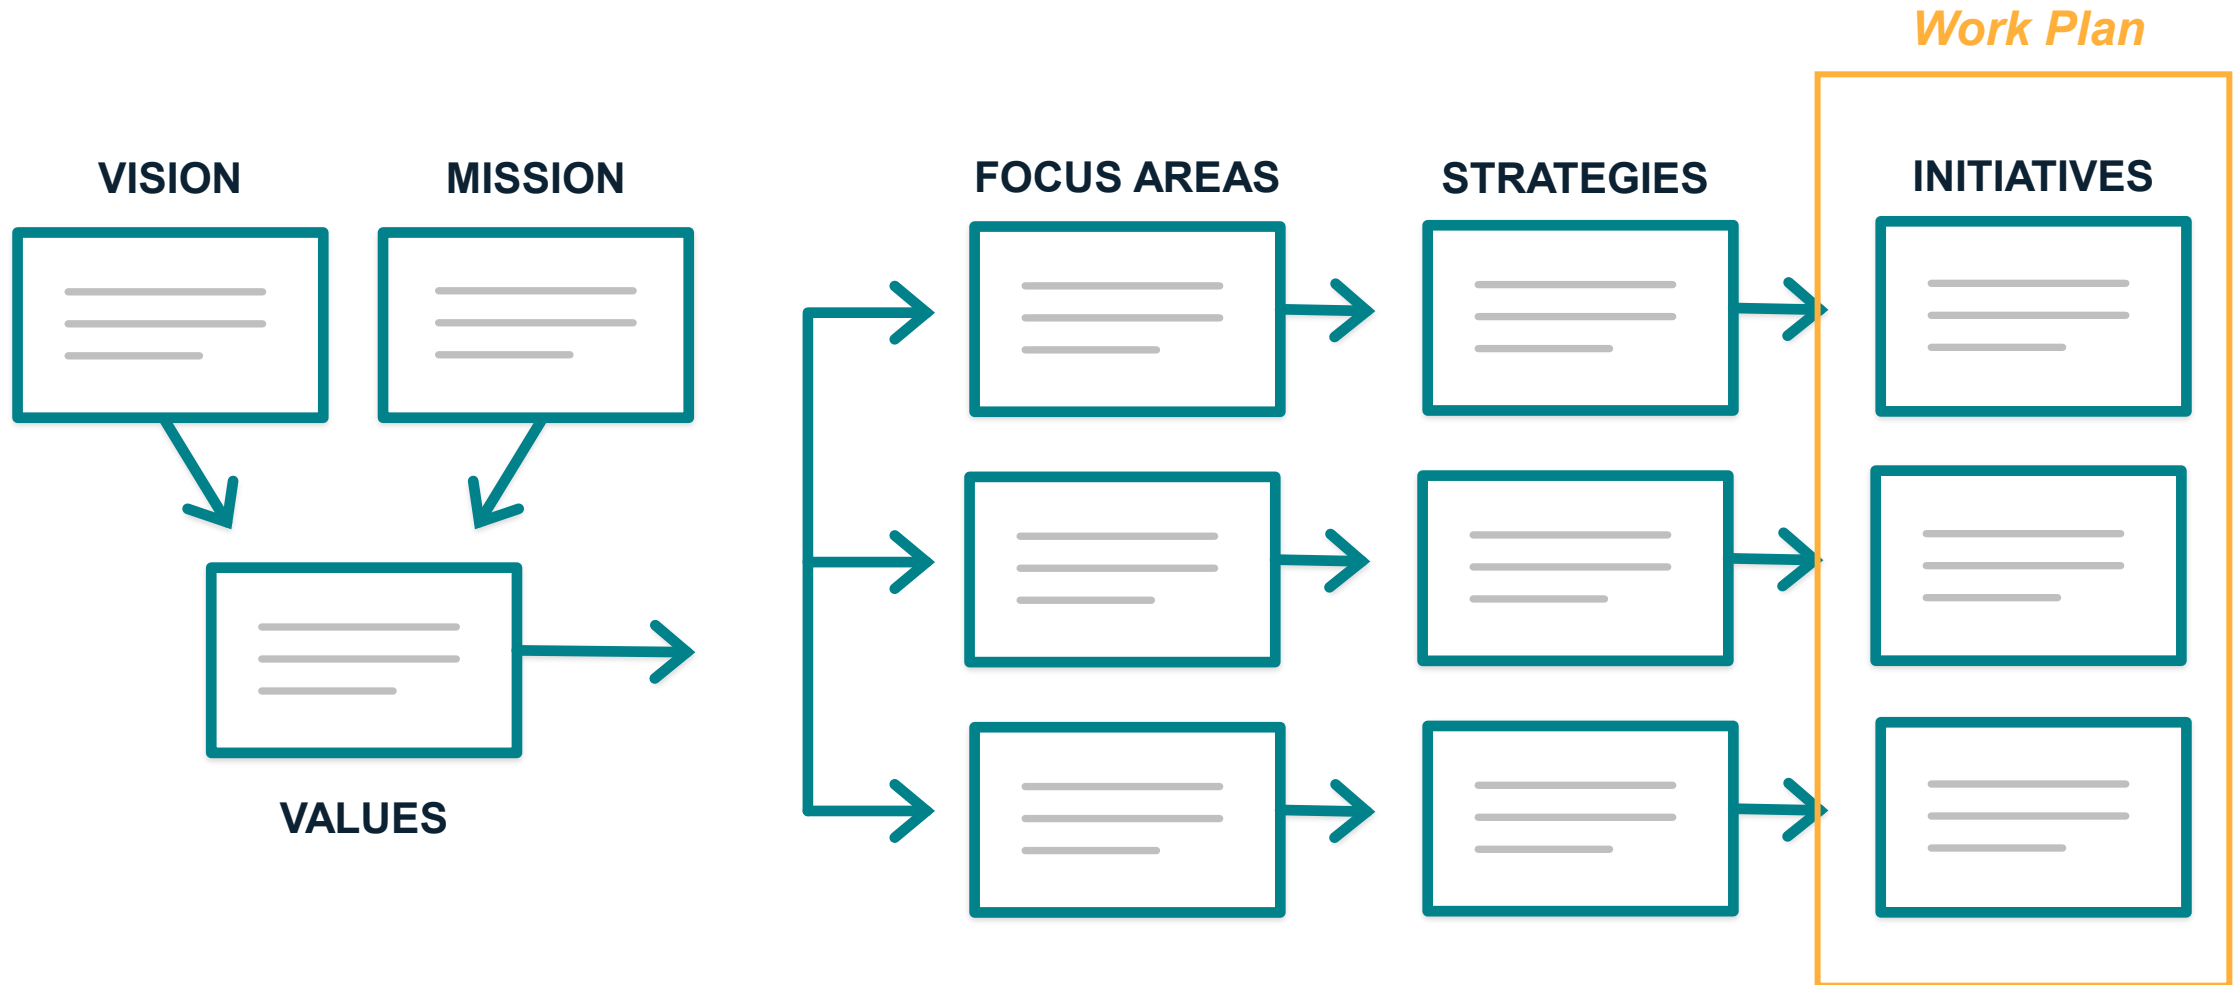 Work Plan
VISION
MISSION
FOCUS AREAS
STRATEGIES
INITIATIVES
VALUES